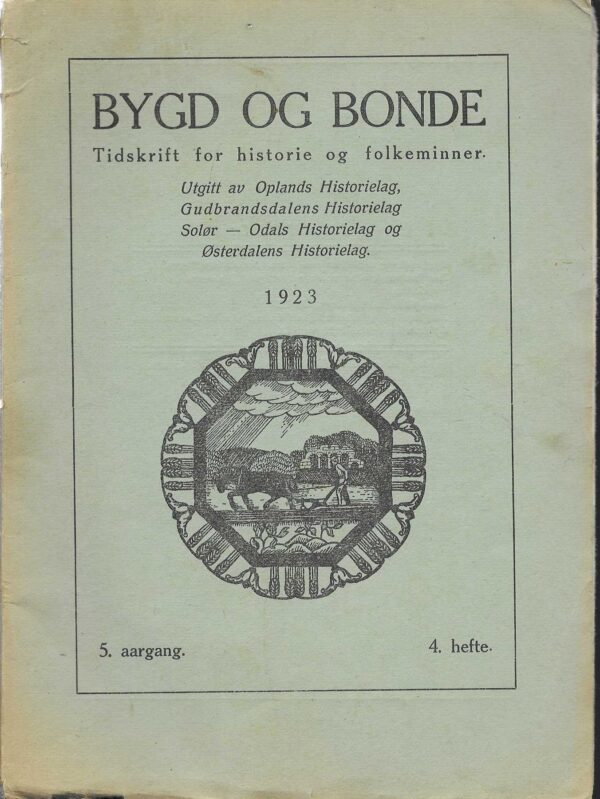 BYGD OG BONDE
Tidskrift for historie og folkeminner.
Utgitt av Oplands Historielag,
Gudbrandsdalens Historielag
Solør — Odals Historielag og
Østerdalens Historielag.
1923
5. aargang.
4. hefte.